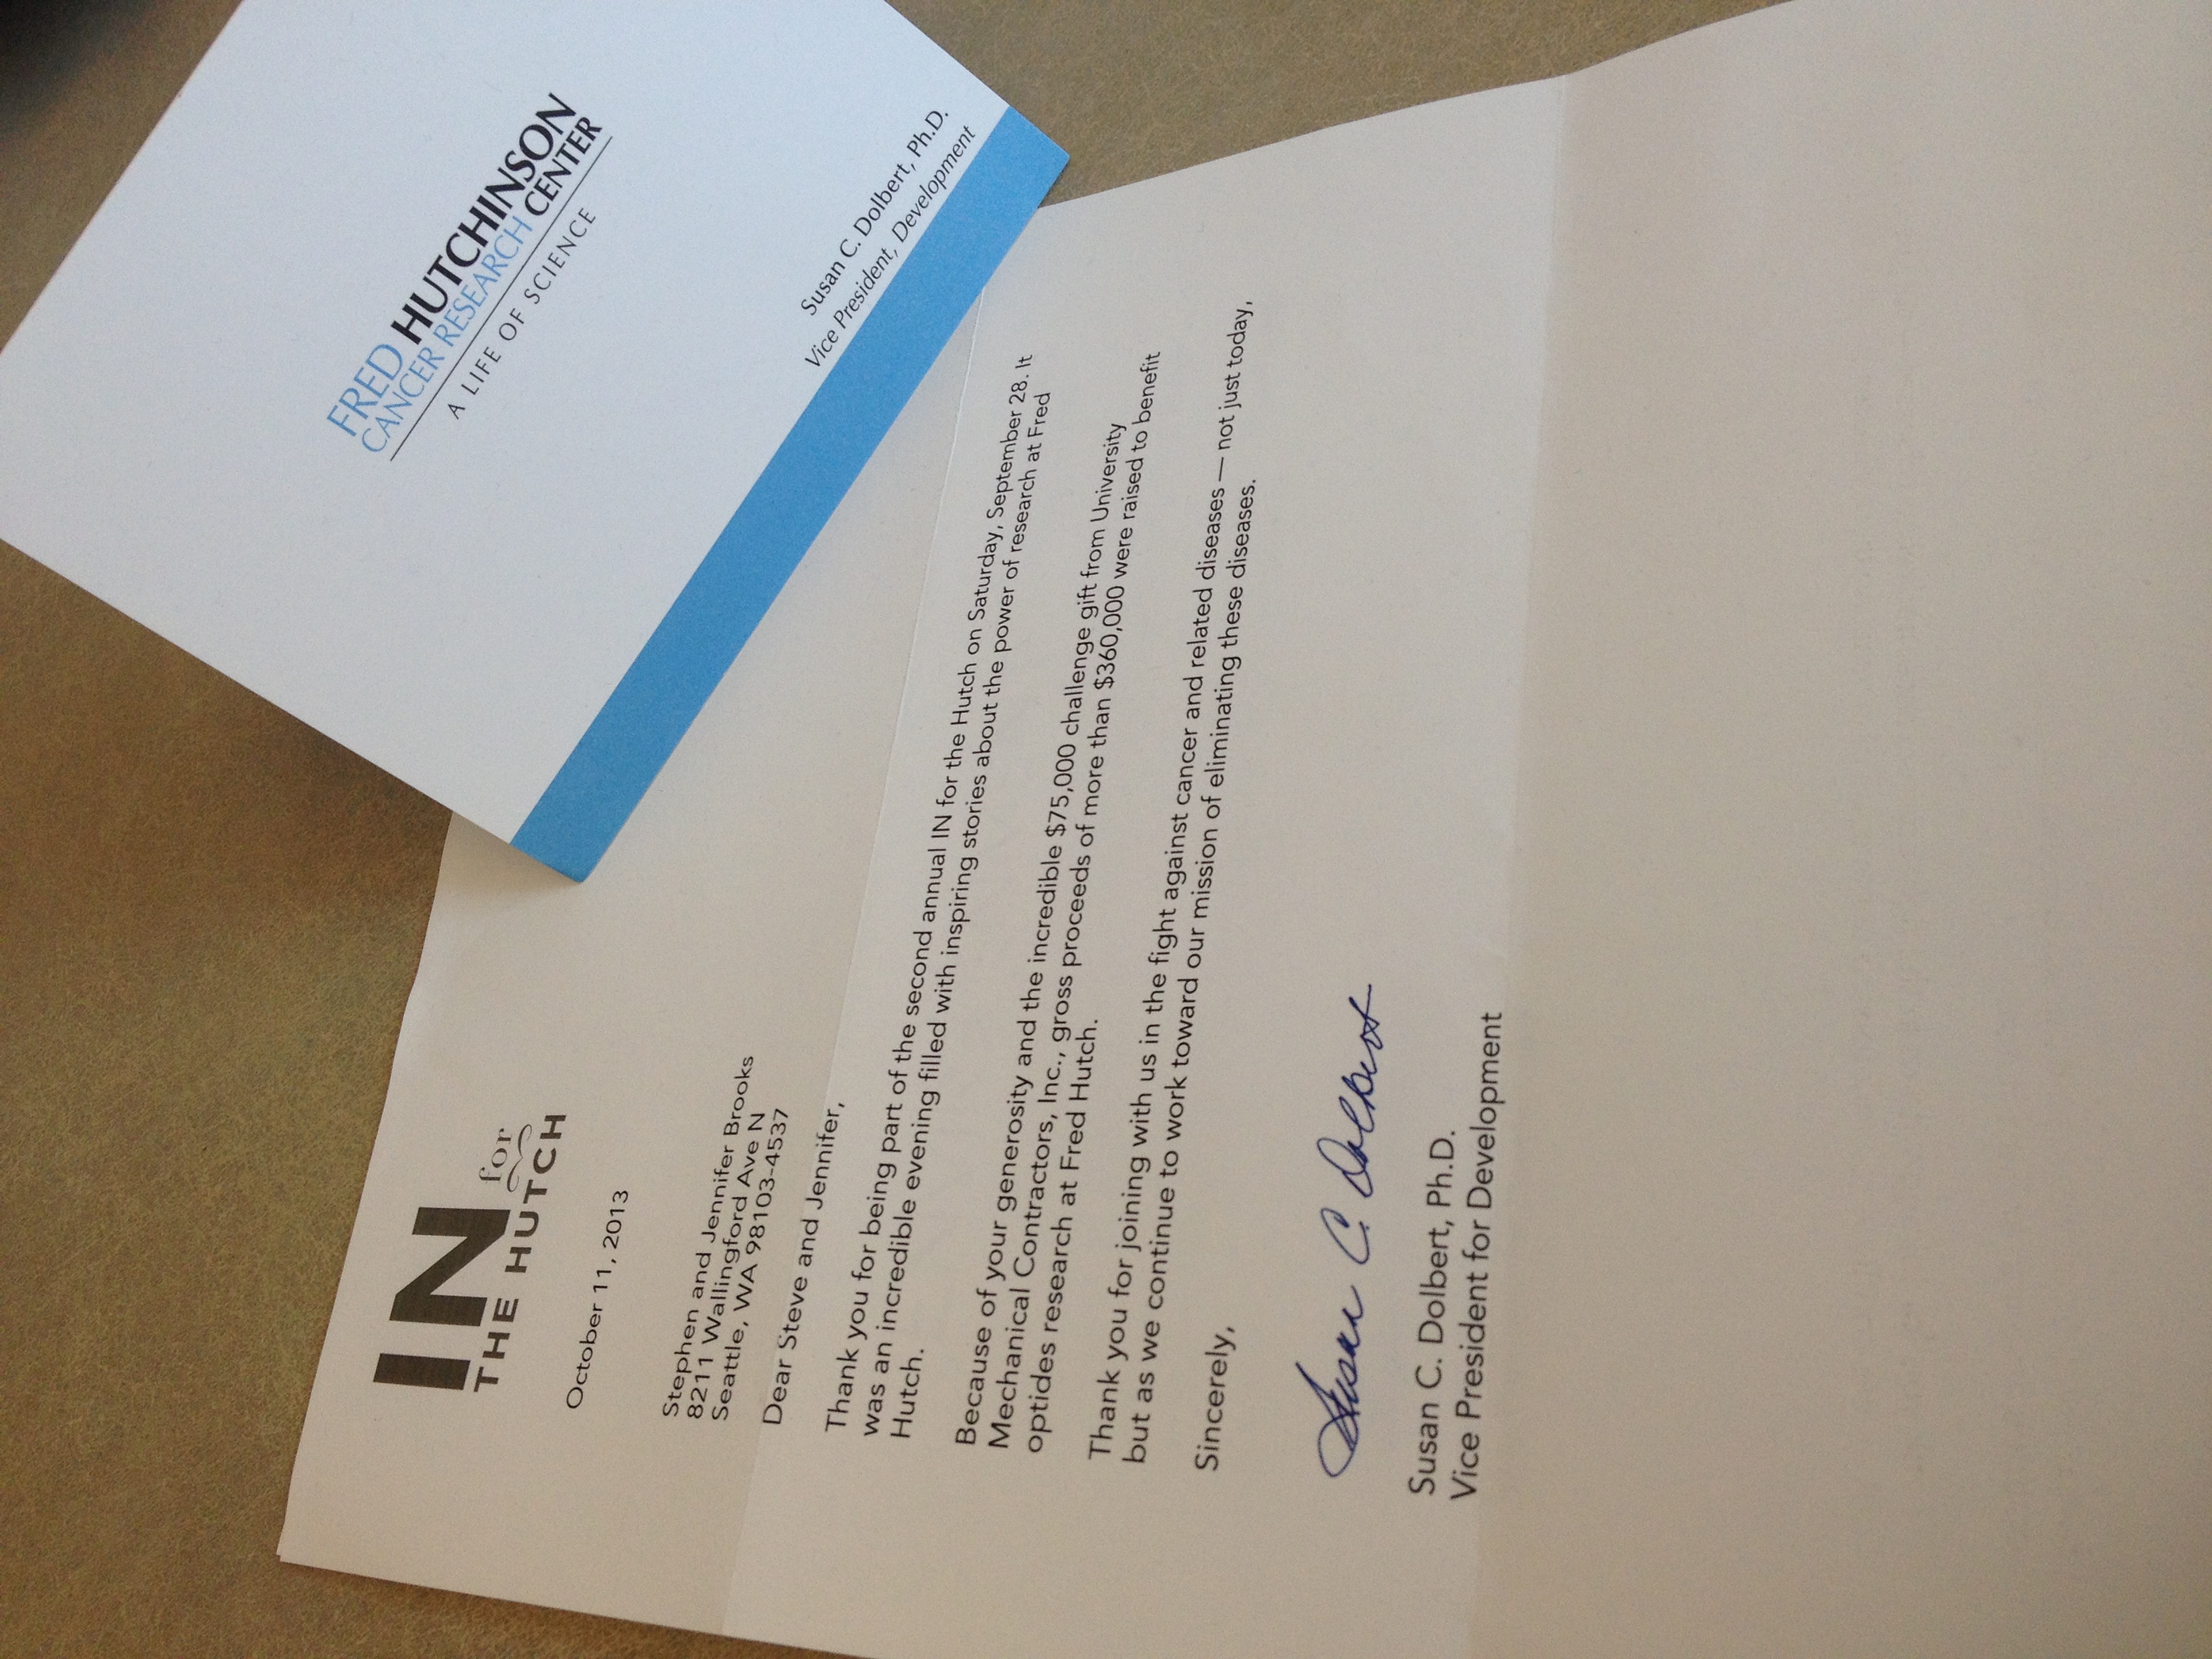 IN for
THE HUTCH
October 11, 2013
Stephen and Jennifer Brooks
8211 Wallingford Ave N
Seattle, WA 98103-4537
Dear Steve and Jennifer,
Thank you for being part of the second annual IN for the Hutch on Saturday, September 28. It
was an incredible evening filled with inspiring stories about the power of research at Fred
Hutch.
Because of your generosity and the incredible $75,000 challenge gift from University
Mechanical Contractors, Inc., gross proceeds of more than $360,000 were raised to benefit
optides research at Fred Hutch.
Thank you for joining with us in the fight against cancer and related diseases — not just today,
but as we continue to work toward our mission of eliminating these diseases.
Sincerely,
Susan C. Dolbert
Susan C. Dolbert, Ph.D.
Vice President for Development
FRED HUTCHINSON
CANCER RESEARCH CENTER
A LIFE OF SCIENCE
Susan C. Dolbert, Ph.D.
Vice President, Development